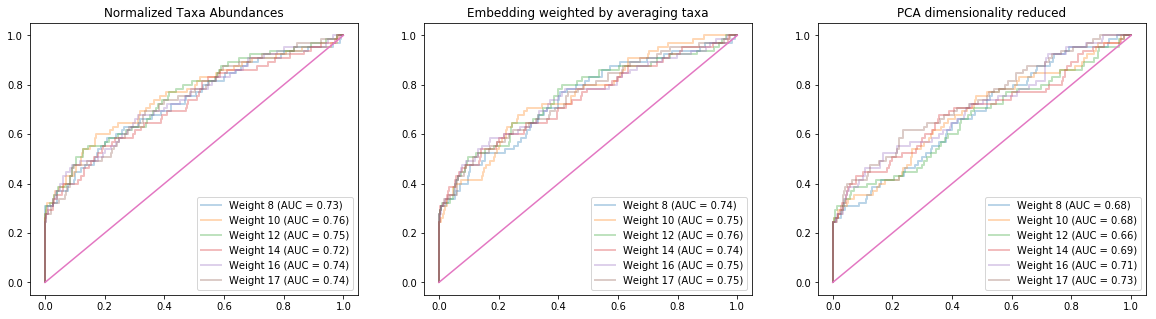 Normalized Taxa Abundances
1.0
0.8
0.6
0.4
0.2
0.0
0.0 0.2 0.4 0.6 0.8 1.0
Weight 8 (AUC = 0.73)
Weight 10 (AUC = 0.76)
Weight 12 (AUC = 0.75)
Weight 14 (AUC = 0.72)
Weight 16 (AUC = 0.74)
Weight 17 (AUC = 0.74)
Embedding weighted by averaging taxa
1.0
0.8
0.6
0.4
0.2
0.0
0.0 0.2 0.4 0.6 0.8 1.0
Weight 8 (AUC = 0.74)
Weight 10 (AUC = 0.75)
Weight 12 (AUC = 0.76)
Weight 14 (AUC = 0.74)
Weight 16 (AUC = 0.75)
Weight 17 (AUC = 0.75)
PCA dimensionality reduced
1.0
0.8
0.6
0.4
0.2
0.0
0.0 0.2 0.4 0.6 0.8 1.0
Weight 8 (AUC = 0.68)
Weight 10 (AUC = 0.68)
Weight 12 (AUC = 0.66)
Weight 14 (AUC = 0.69)
Weight 16 (AUC = 0.71)
Weight 17 (AUC = 0.73)